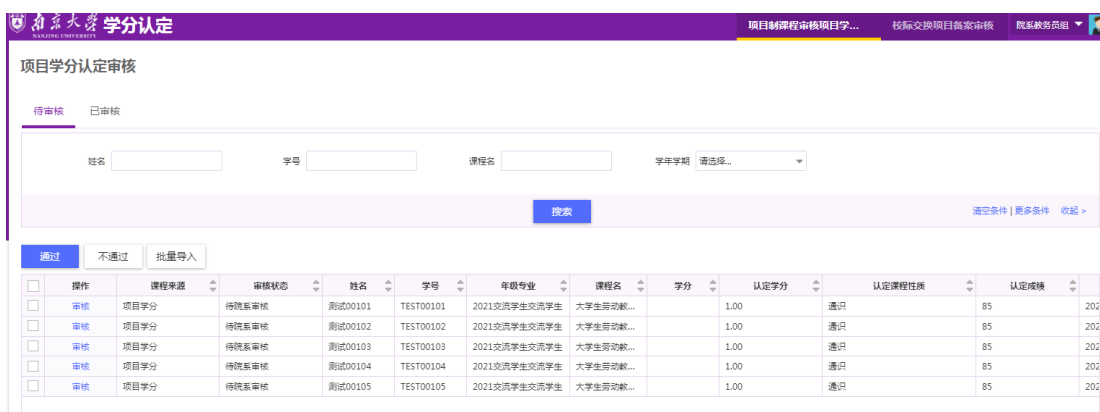 南京大学 学分认定 项目制课程审核项目学... 校际交换项目备案审核 院系教务员组
NANJING UNIVERSITY
项目学分认定审核
待审核 已审核
姓名 学号 课程名 学年学期 请选择...
搜索 清空条件 | 更多条件 收起 >
通过 不通过 批量导入
操作 课程来源 审核状态 姓名 学号 年级专业 课程名 学分 认定学分 认定课程性质 认定成绩
审核 项目学分 待院系审核 测试00101 TEST00101 2021交流学生交流学生 大学生劳动教... 1.00 通识 85 202
审核 项目学分 待院系审核 测试00102 TEST00102 2021交流学生交流学生 大学生劳动教... 1.00 通识 85 202
审核 项目学分 待院系审核 测试00103 TEST00103 2021交流学生交流学生 大学生劳动教... 1.00 通识 85 202
审核 项目学分 待院系审核 测试00104 TEST00104 2021交流学生交流学生 大学生劳动教... 1.00 通识 85 202
审核 项目学分 待院系审核 测试00105 TEST00105 2021交流学生交流学生 大学生劳动教... 1.00 通识 85 202